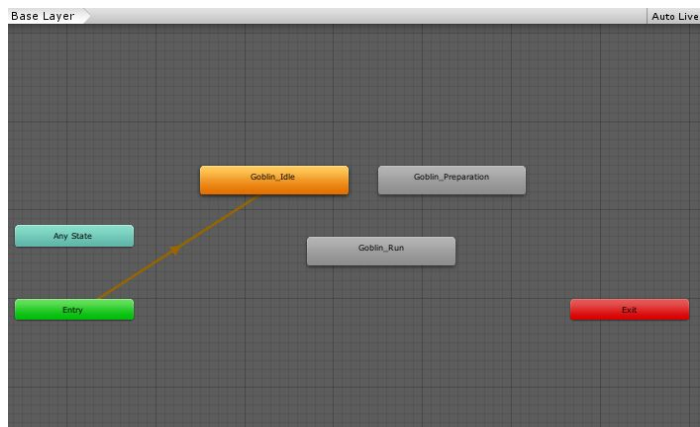 Base Layer
Auto Live
Goblin_Idle
Goblin_Preparation
Any State
Goblin_Run
Entry
Exit